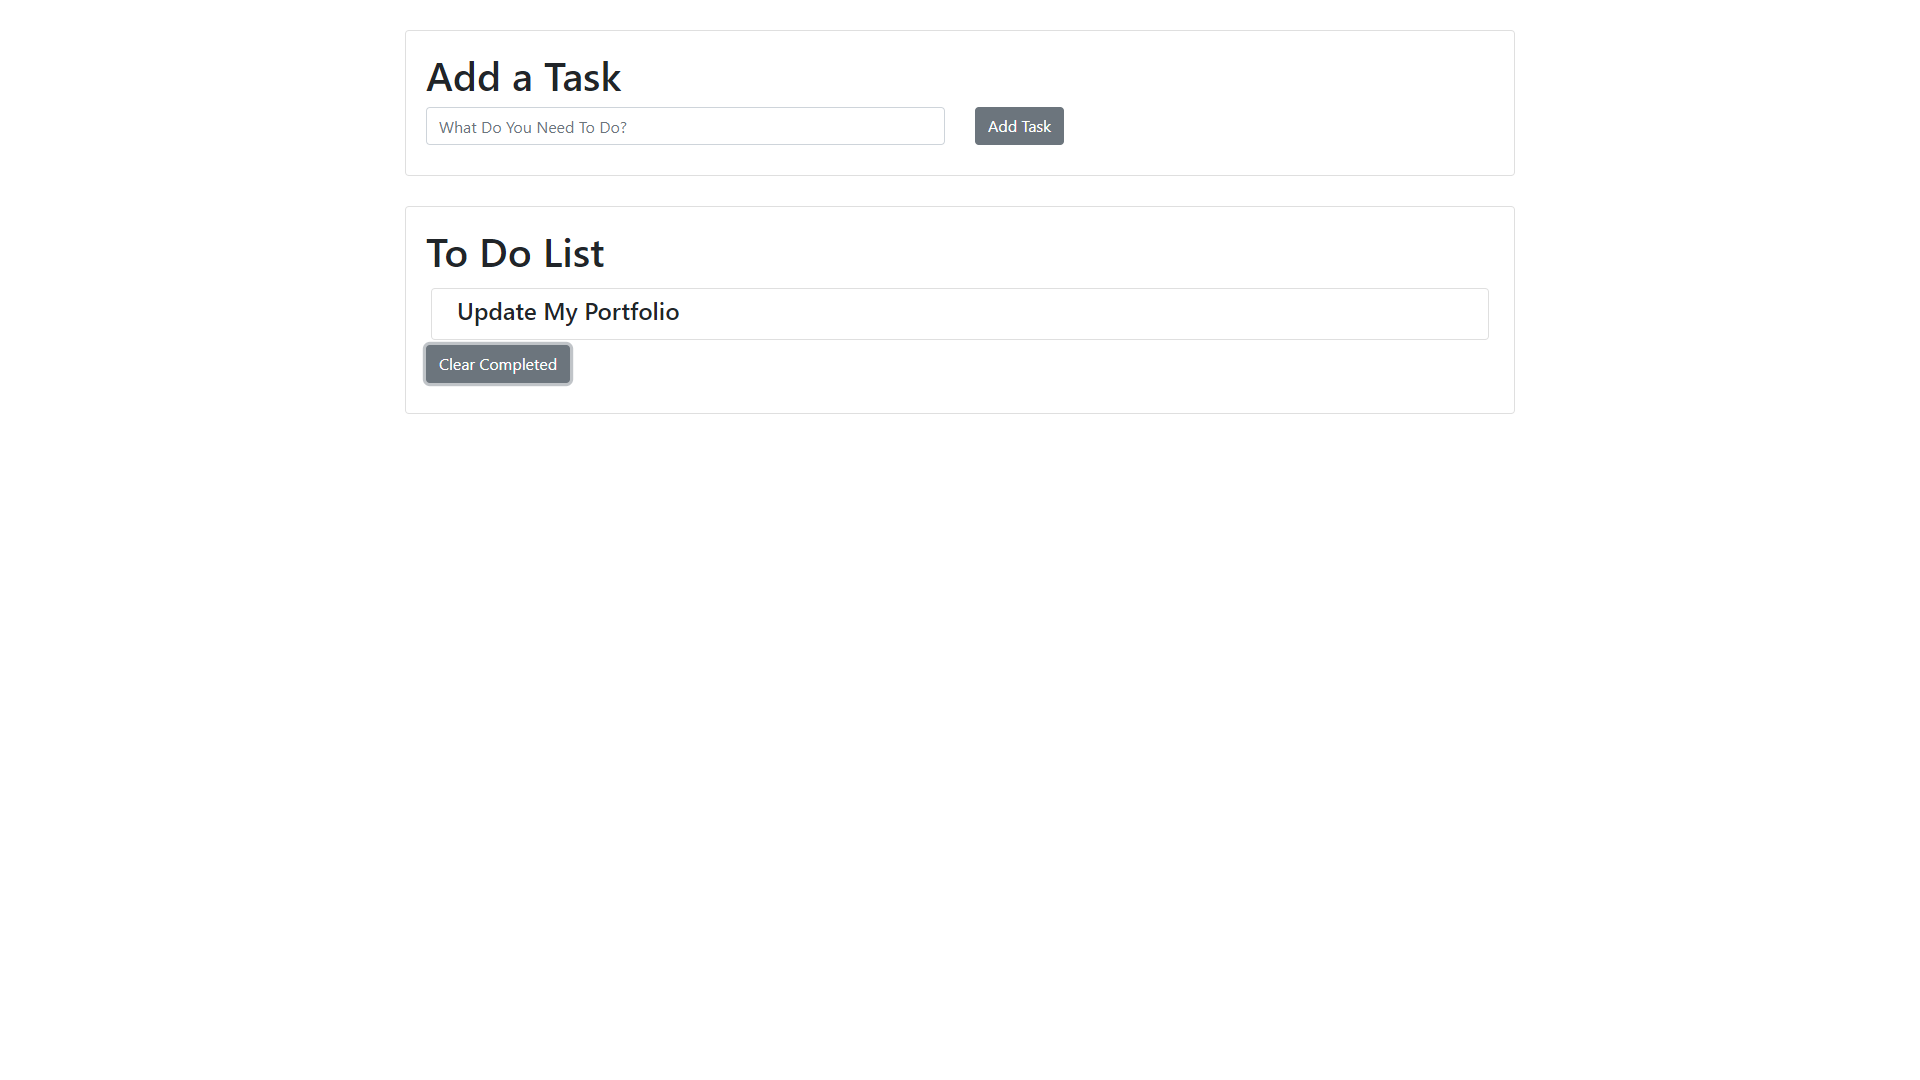 Add a Task
What Do You Need To Do?
Add Task
To Do List
Update My Portfolio
Clear Completed